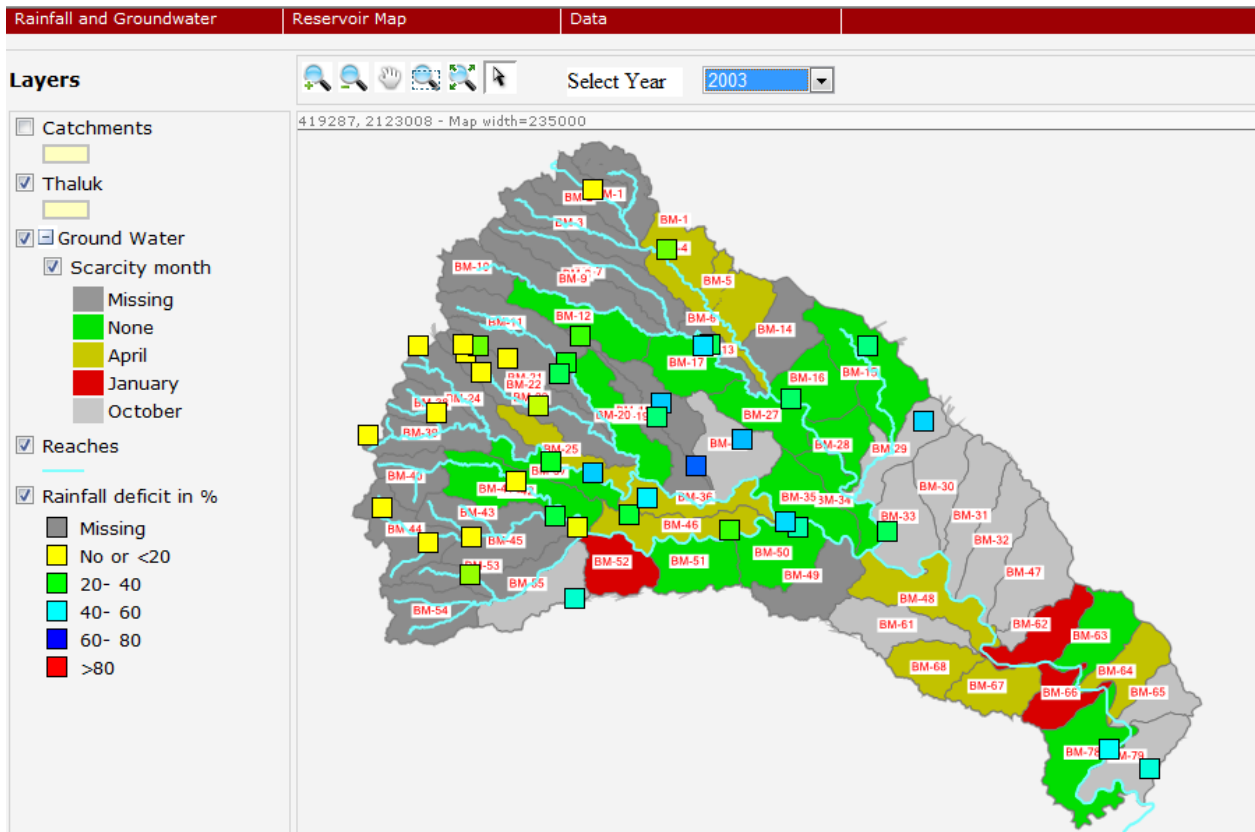 Rainfall and Groundwater
Reservoir Map
Data
Layers
Select Year
2003
419287, 2123008 - Map width=235000
Catchments
Thaluk
Ground Water
Scarcity month
Missing
None
April
January
October
Reaches
Rainfall deficit in %
Missing
No or <20
20- 40
40- 60
60- 80
>80
BM-3
BM-1
BM-5
BM-10
BM-9
BM-6
BM-12
BM-14
BM-11
BM-17
BM-15
BM-16
BM-21
BM-22
BM-24
BM-20
BM-27
BM-28
BM-29
BM-25
BM-30
BM-40
BM-36
BM-35
BM-34
BM-33
BM-31
BM-43
BM-44
BM-46
BM-32
BM-45
BM-50
BM-52
BM-51
BM-49
BM-47
BM-53
BM-55
BM-48
BM-54
BM-61
BM-62
BM-63
BM-68
BM-64
BM-67
BM-66
BM-65
BM-78
BM-79